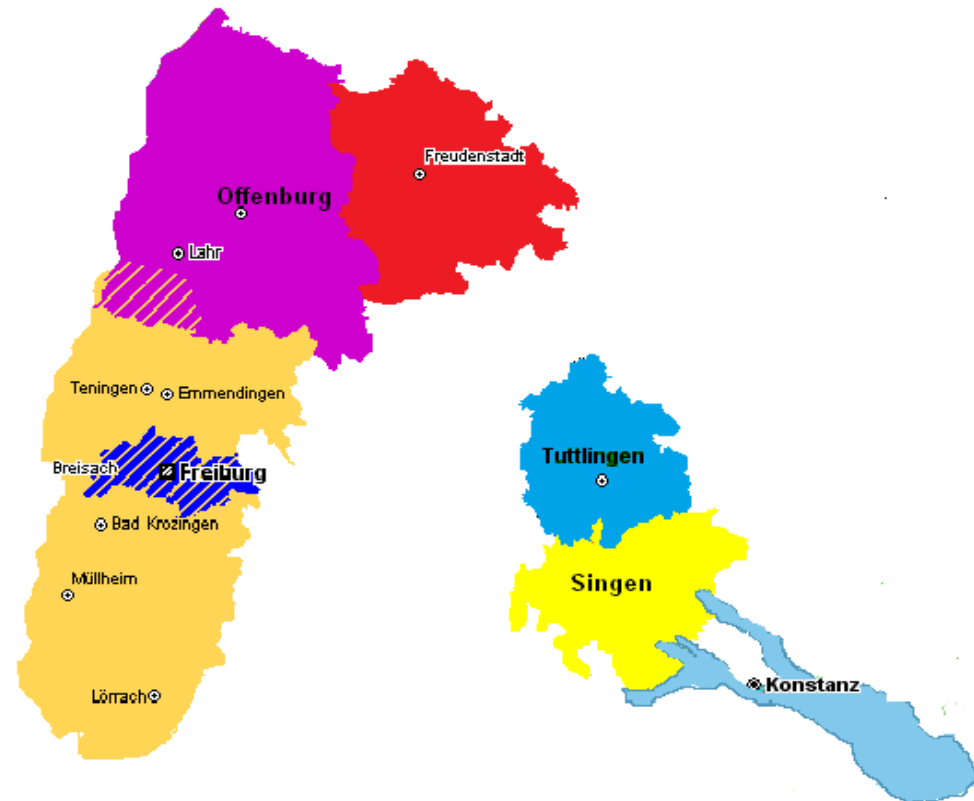 Freudenstadt
Offenburg
Lahr
Teningen
Emmendingen
Breisach
Freiburg
Tuttlingen
Bad Krozingen
Müllheim
Singen
Konstanz
Lörrach